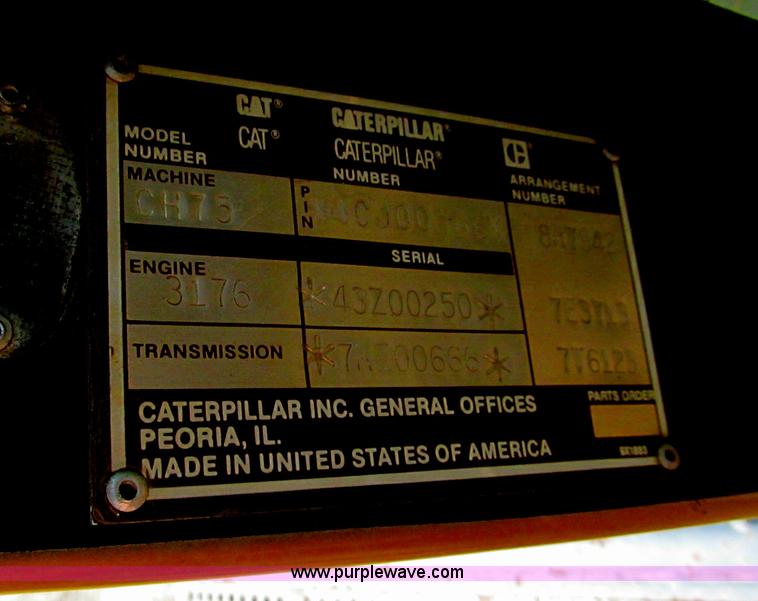 CAT® CATERPILLAR®
CAT® CATERPILLAR® C
MODEL NUMBER NUMBER ARRANGEMENT NUMBER
MACHINE CH75 PIN
SERIAL
ENGINE 3176 *43Z00250*
TRANSMISSION
CATERPILLAR INC. GENERAL OFFICES
PARTS ORDER
PEORIA, IL.
MADE IN UNITED STATES OF AMERICA
www.purplewave.com